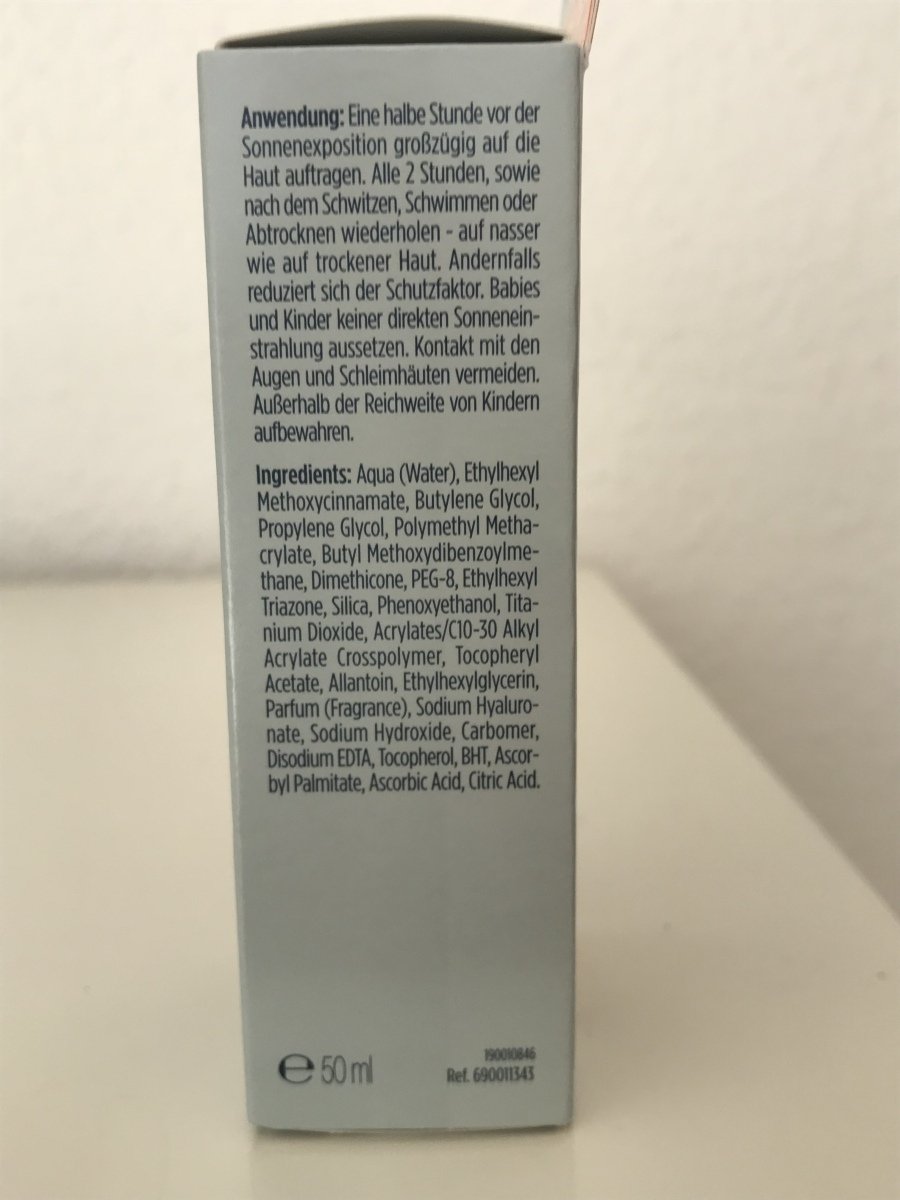 Anwendung: Eine halbe Stunde vor der
Sonnenexposition großzügig auf die
Haut auftragen. Alle 2 Stunden, sowie
nach dem Schwitzen, Schwimmen oder
Abtrocknen wiederholen - auf nasser
wie auf trockener Haut. Andernfalls
reduziert sich der Schutzfaktor. Babies
und Kinder keiner direkten Sonnenein-
strahlung aussetzen. Kontakt mit den
Augen und Schleimhäuten vermeiden.
Außerhalb der Reichweite von Kindern
aufbewahren.
Ingredients: Aqua (Water), Ethylhexyl
Methoxycinnamate, Butylene Glycol,
Propylene Glycol, Polymethyl Metha-
crylate, Butyl Methoxydibenzoylme-
thane, Dimethicone, PEG-8, Ethylhexyl
Triazone, Silica, Phenoxyethanol, Tita-
nium Dioxide, Acrylates/C10-30 Alkyl
Acrylate Crosspolymer, Tocopheryl
Acetate, Allantoin, Ethylhexylglycerin,
Parfum (Fragrance), Sodium Hyaluro-
nate, Sodium Hydroxide, Carbomer,
Disodium EDTA, Tocopherol, BHT, Ascor-
byl Palmitate, Ascorbic Acid, Citric Acid.
℮ 50 ml
190010846
Ref. 690011343